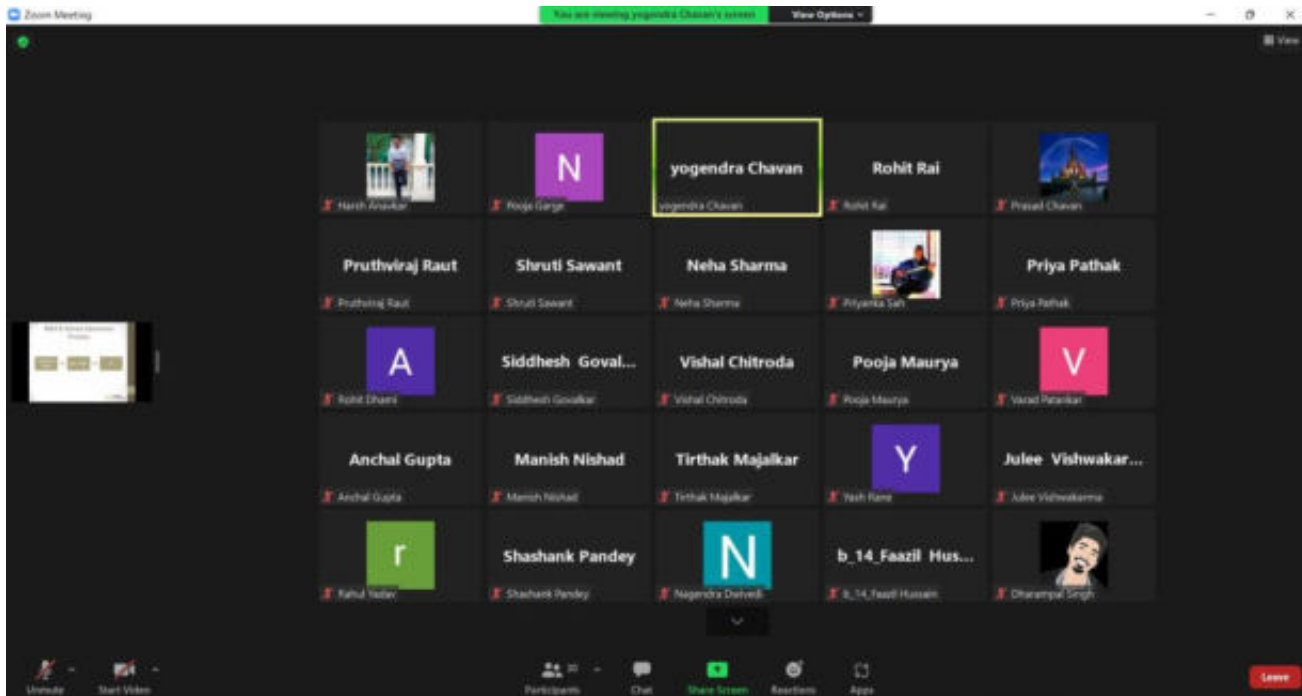 Zoom Meeting
You are viewing yogendra Chavan's screen
View Options
View
Harsh Anavkar
N
Pooja Garge
yogendra Chavan
yogendra Chavan
Rohit Rai
Rohit Rai
Prasad Chavan
Pruthviraj Raut
Pruthviraj Raut
Shruti Sawant
Shruti Sawant
Neha Sharma
Neha Sharma
Priyanka Sah
Priya Pathak
Priya Pathak
A
Rohit Dhami
Siddhesh Goval...
Siddhesh Govalkar
Vishal Chitroda
Vishal Chitroda
Pooja Maurya
Pooja Maurya
V
Varad Patankar
Anchal Gupta
Anchal Gupta
Manish Nishad
Manish Nishad
Tirthak Majalkar
Tirthak Majalkar
Y
Yash Rane
Julee Vishwakar...
Julee Vishwakarma
r
Rahul Yadav
Shashank Pandey
Shashank Pandey
N
Nagendra Dwivedi
b_14_Faazil Hus...
b_14_Faazil Hussain
Dharampal Singh
Unmute
Start Video
Participants
Chat
Share Screen
Reactions
Apps
Leave